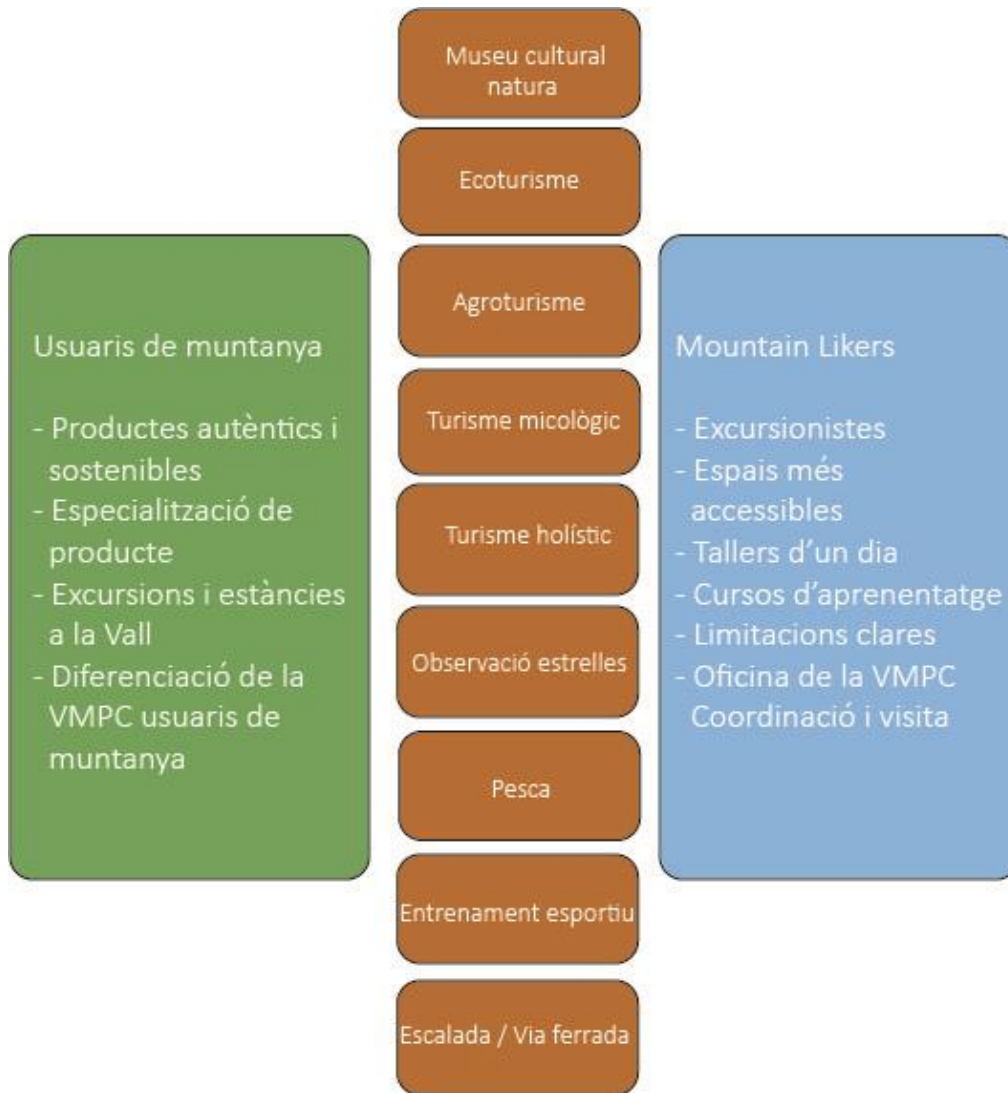 Museu cultural
natura
Ecoturisme
Agroturisme
Turisme micològic
Turisme holístic
Observació estrelles
Pesca
Entrenament esportiu
Escalada / Via ferrada
Usuaris de muntanya
- Productes autèntics i
sostenibles
- Especialització de
producte
- Excursions i estàncies
a la Vall
- Diferenciació de la
VMPC usuaris de
muntanya
Mountain Likers
- Excursionistes
- Espais més
accessibles
- Tallers d’un dia
- Cursos d’aprenentatge
- Limitacions clares
- Oficina de la VMPC
Coordinació i visita